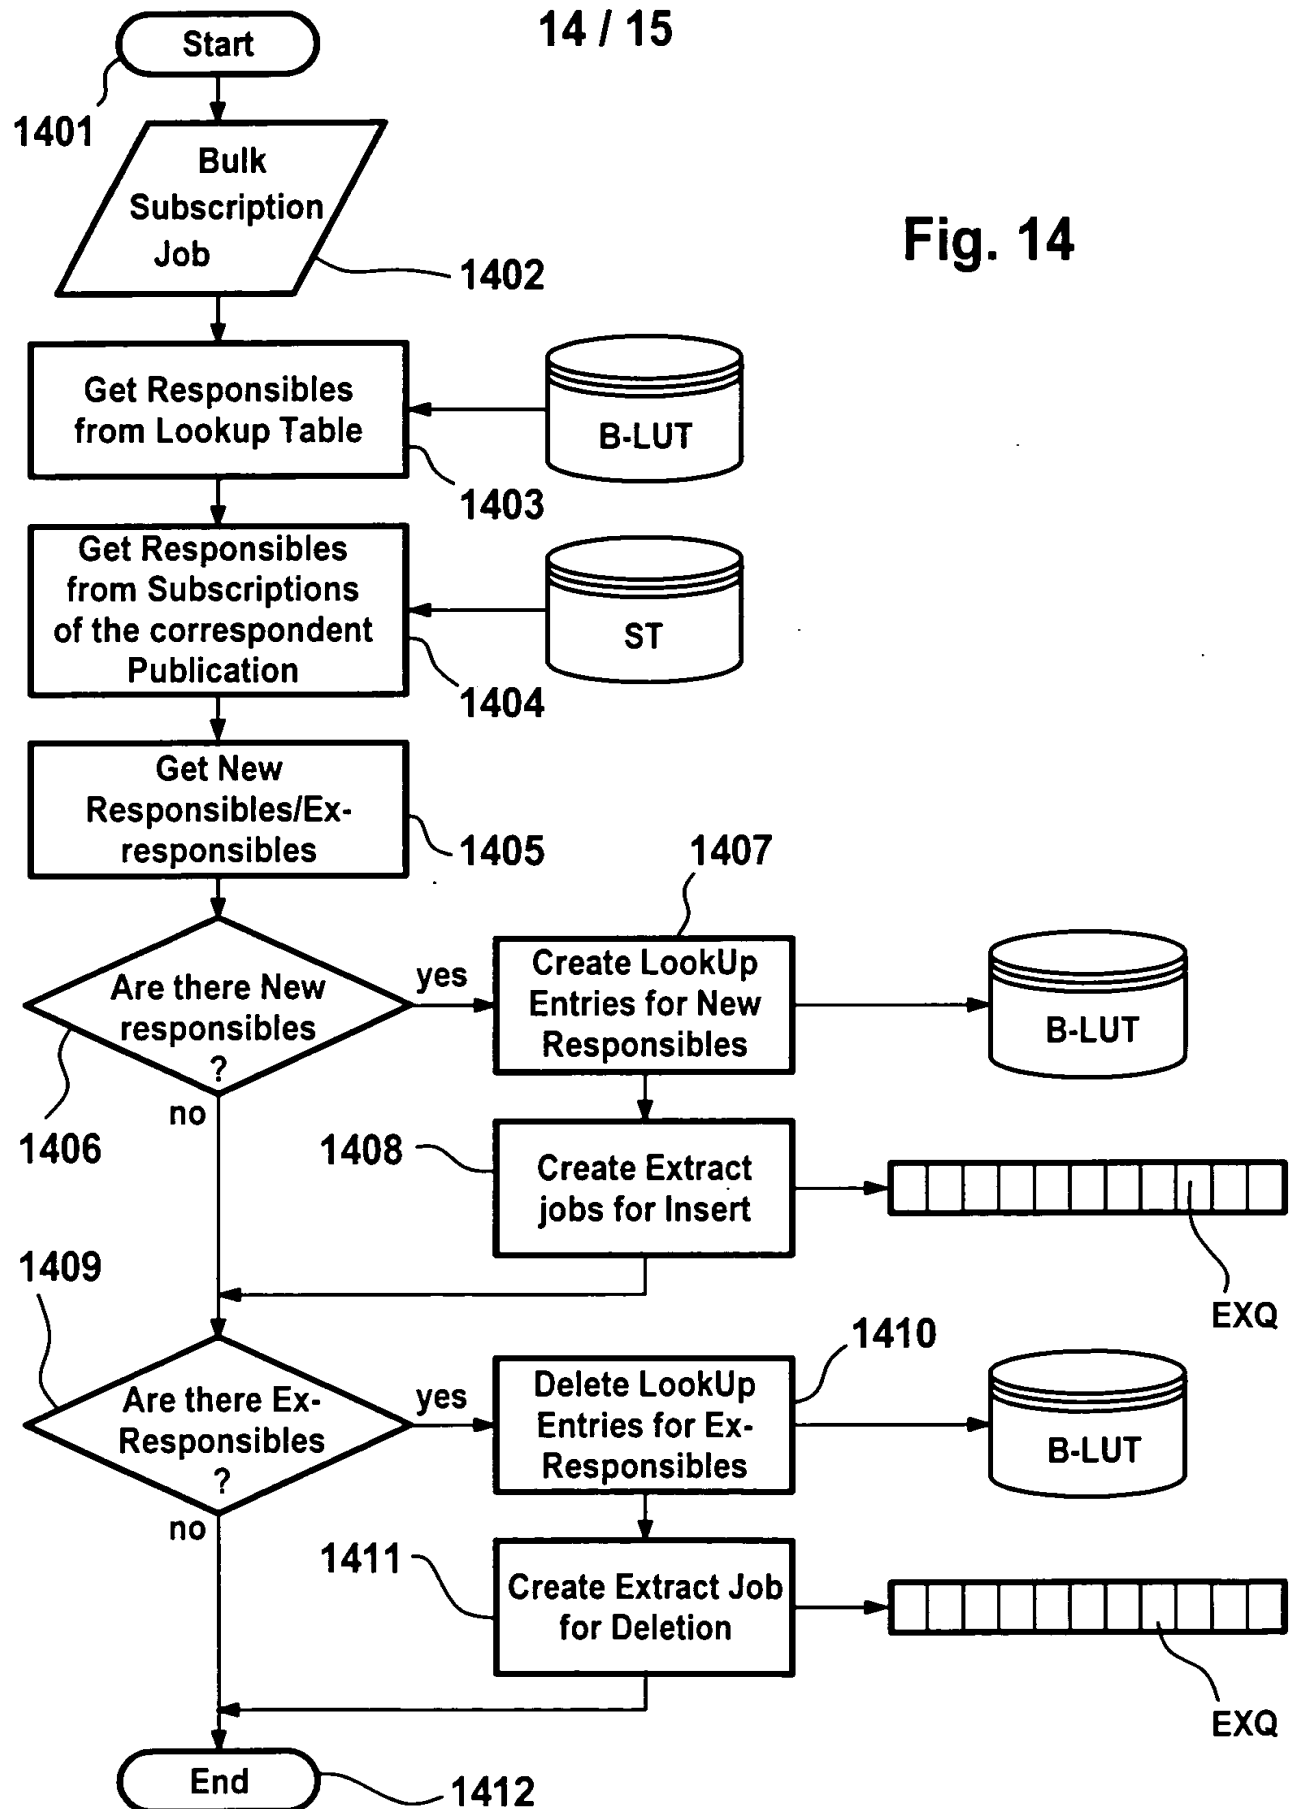 14 / 15
Start
1401
Bulk
Subscription
Job
1402
Fig. 14
Get Responsibles
from Lookup Table
1403
B-LUT
Get Responsibles
from Subscriptions
of the correspondent
Publication
1404
ST
Get New
Responsibles/Ex-
responsibles
1405
Are there New
responsibles
?
1406
yes
no
1407
Create LookUp
Entries for New
Responsibles
B-LUT
1408
Create Extract
jobs for Insert
EXQ
1409
Are there Ex-
Responsibles
?
yes
no
1410
Delete LookUp
Entries for Ex-
Responsibles
B-LUT
1411
Create Extract Job
for Deletion
EXQ
End
1412